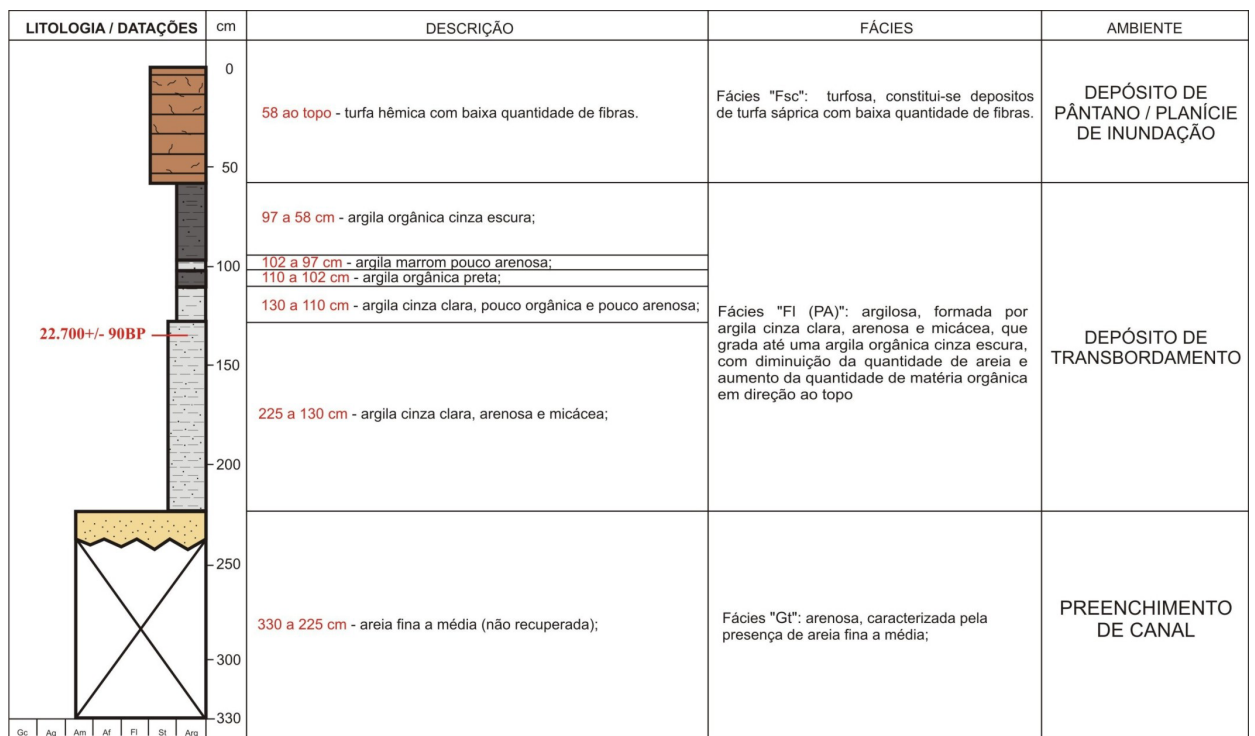 LITOLOGIA / DATAÇÕES
cm
DESCRIÇÃO
FÁCIES
AMBIENTE
0
58 ao topo - turfa hêmica com baixa quantidade de fibras.
Fácies "Fsc": turfosa, constitui-se depositos
de turfa sáprica com baixa quantidade de fibras.
DEPÓSITO DE
PÂNTANO / PLANÍCIE
DE INUNDAÇÃO
50
97 a 58 cm - argila orgânica cinza escura;
100
102 a 97 cm - argila marrom pouco arenosa;
110 a 102 cm - argila orgânica preta;
130 a 110 cm - argila cinza clara, pouco orgânica e pouco arenosa;
22.700+/- 90BP
150
225 a 130 cm - argila cinza clara, arenosa e micácea;
Fácies "Fl (PA)": argilosa, formada por
argila cinza clara, arenosa e micácea, que
grada até uma argila orgânica cinza escura,
com diminuição da quantidade de areia e
aumento da quantidade de matéria orgânica
em direção ao topo
DEPÓSITO DE
TRANSBORDAMENTO
200
250
330 a 225 cm - areia fina a média (não recuperada);
Fácies "Gt": arenosa, caracterizada pela
presença de areia fina a média;
PREENCHIMENTO
DE CANAL
300
330
Gc Ag Am Af Fl St Arg